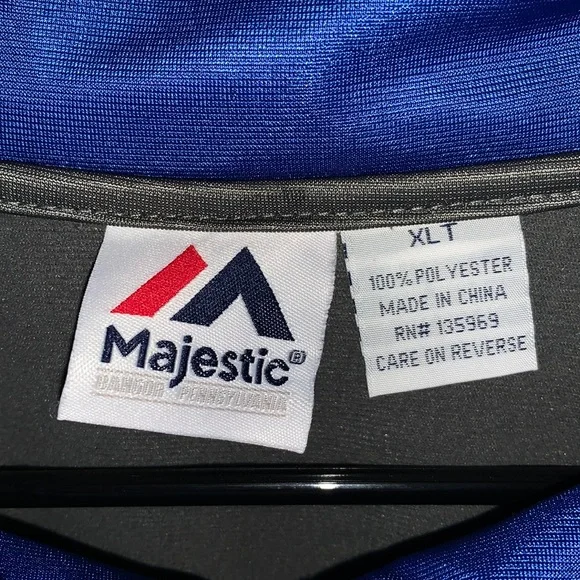 Majestic®
BANGOR PENNSYLVANIA
XLT
100% POLYESTER
MADE IN CHINA
RN# 135969
CARE ON REVERSE